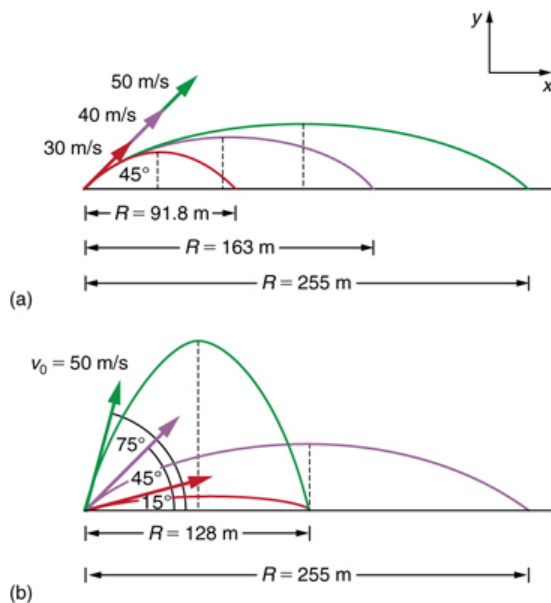 y
x
50 m/s
40 m/s
30 m/s
45°
R = 91.8 m
R = 163 m
R = 255 m
(a)
v₀ = 50 m/s
75°
45°
15°
R = 128 m
R = 255 m
(b)